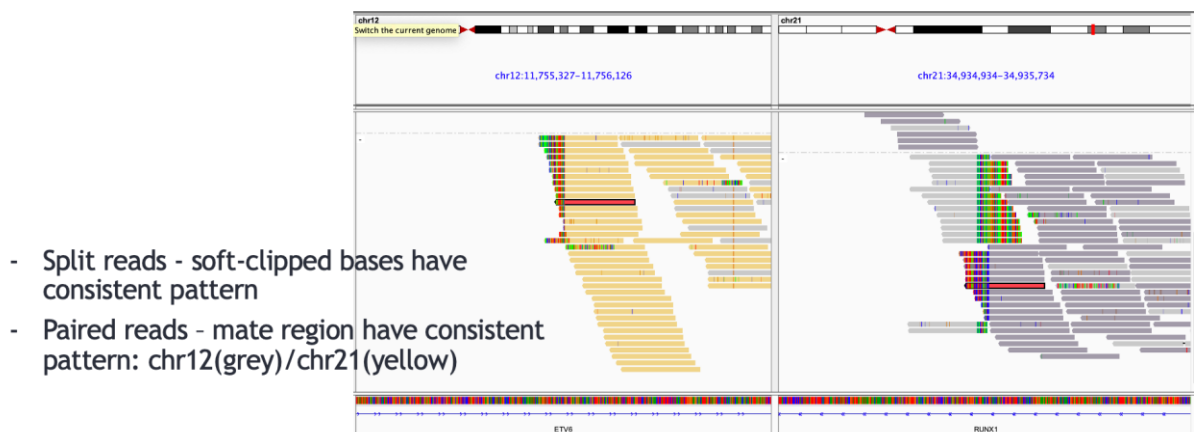 chr12
Switch the current genome
chr21
chr12:11,755,327-11,756,126
chr21:34,934,934-34,935,734
- Split reads - soft-clipped bases have
consistent pattern
- Paired reads - mate region have consistent
pattern: chr12(grey)/chr21(yellow)
ETV6
RUNX1